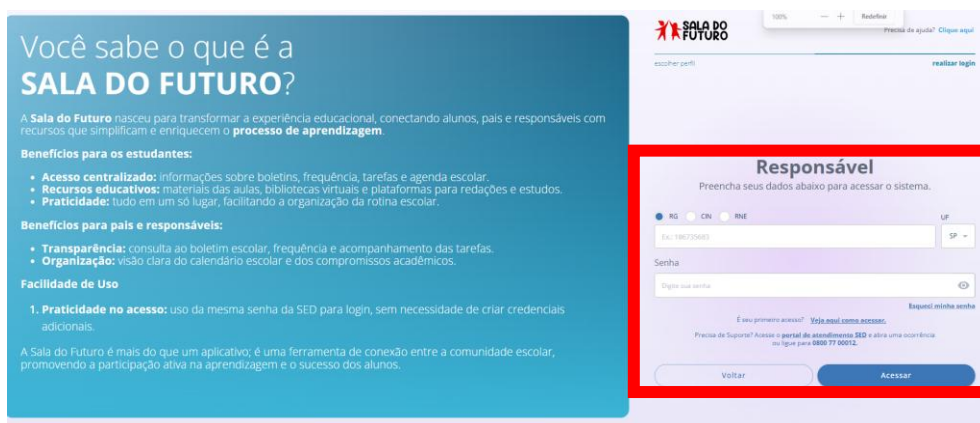 Você sabe o que é a
SALA DO FUTURO?
A Sala do Futuro nasceu para transformar a experiência educacional, conectando alunos, pais e responsáveis com
recursos que simplificam e enriquecem o processo de aprendizagem.
Benefícios para os estudantes:
• Acesso centralizado: informações sobre boletins, frequência, tarefas e agenda escolar.
• Recursos educativos: materiais das aulas, bibliotecas virtuais e plataformas para redações e estudos.
• Praticidade: tudo em um só lugar, facilitando a organização da rotina escolar.
Benefícios para pais e responsáveis:
• Transparência: consulta ao boletim escolar, frequência e acompanhamento das tarefas.
• Organização: visão clara do calendário escolar e dos compromissos acadêmicos.
Facilidade de Uso
1. Praticidade no acesso: uso da mesma senha da SED para login, sem necessidade de criar credenciais
adicionais.
A Sala do Futuro é mais do que um aplicativo; é uma ferramenta de conexão entre a comunidade escolar,
promovendo a participação ativa na aprendizagem e o sucesso dos alunos.
SALA DO
FUTURO
100% — + Redefinir
Precisa de ajuda? Clique aqui
escolher perfil
realizar login
Responsável
Preencha seus dados abaixo para acessar o sistema.
RG CIN RNE
UF
Ex.: 186735685
SP
Senha
Digite sua senha
Esqueci minha senha
É seu primeiro acesso? Veja aqui como acessar.
Precisa de Suporte? Acesse o portal de atendimento SED e abra uma ocorrência
ou ligue para 0800 77 00012.
Voltar
Acessar